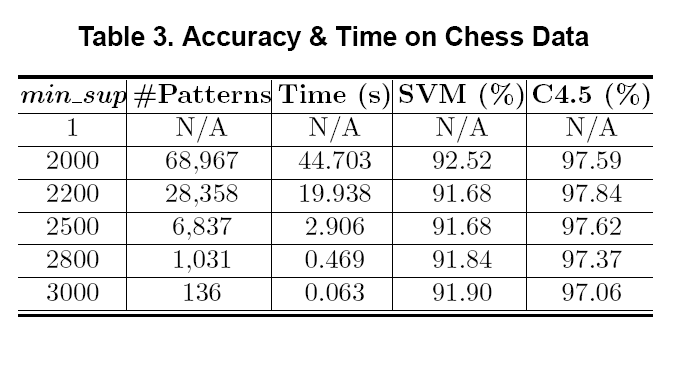 Table 3. Accuracy & Time on Chess Data
min_sup #Patterns Time (s) SVM (%) C4.5 (%)
1 N/A N/A N/A N/A
2000 68,967 44.703 92.52 97.59
2200 28,358 19.938 91.68 97.84
2500 6,837 2.906 91.68 97.62
2800 1,031 0.469 91.84 97.37
3000 136 0.063 91.90 97.06